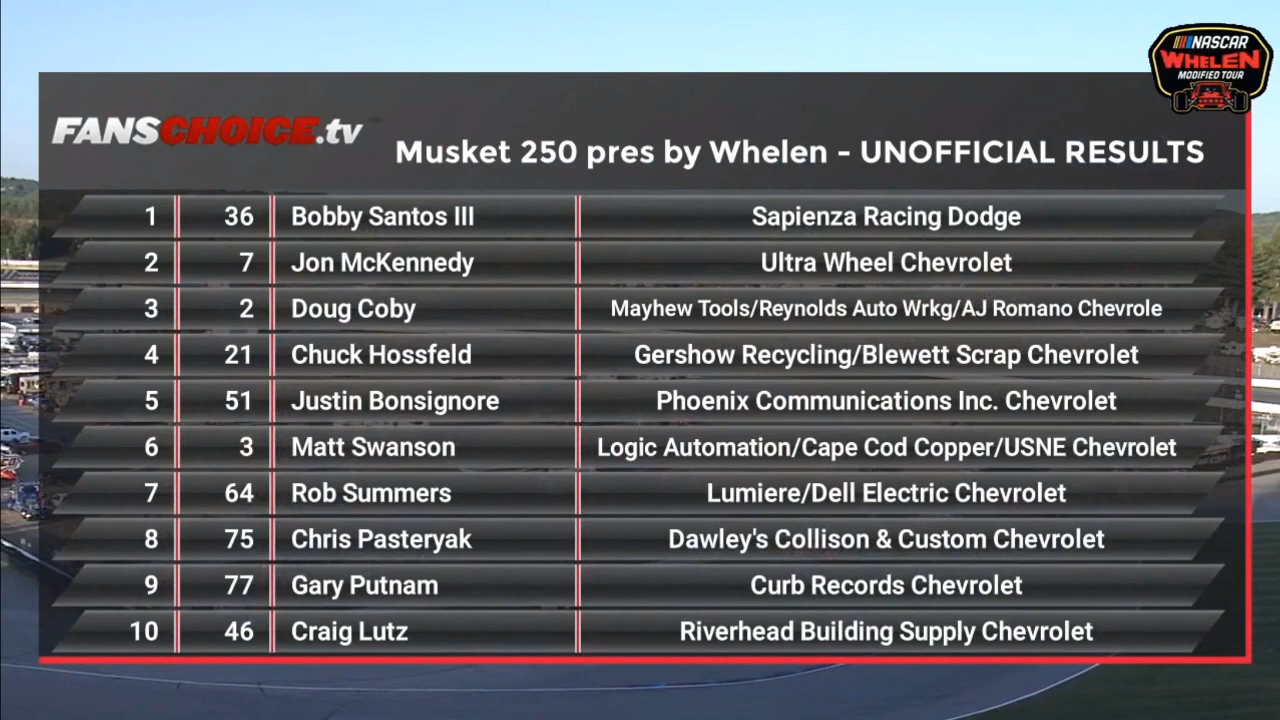 NASCAR
WHELEN
MODIFIED TOUR
FANSCHOICE.tv
Musket 250 pres by Whelen - UNOFFICIAL RESULTS
1 36 Bobby Santos III Sapienza Racing Dodge
2 7 Jon McKennedy Ultra Wheel Chevrolet
3 2 Doug Coby Mayhew Tools/Reynolds Auto Wrkg/AJ Romano Chevrole
4 21 Chuck Hossfeld Gershow Recycling/Blewett Scrap Chevrolet
5 51 Justin Bonsignore Phoenix Communications Inc. Chevrolet
6 3 Matt Swanson Logic Automation/Cape Cod Copper/USNE Chevrolet
7 64 Rob Summers Lumiere/Dell Electric Chevrolet
8 75 Chris Pasteryak Dawley's Collison & Custom Chevrolet
9 77 Gary Putnam Curb Records Chevrolet
10 46 Craig Lutz Riverhead Building Supply Chevrolet